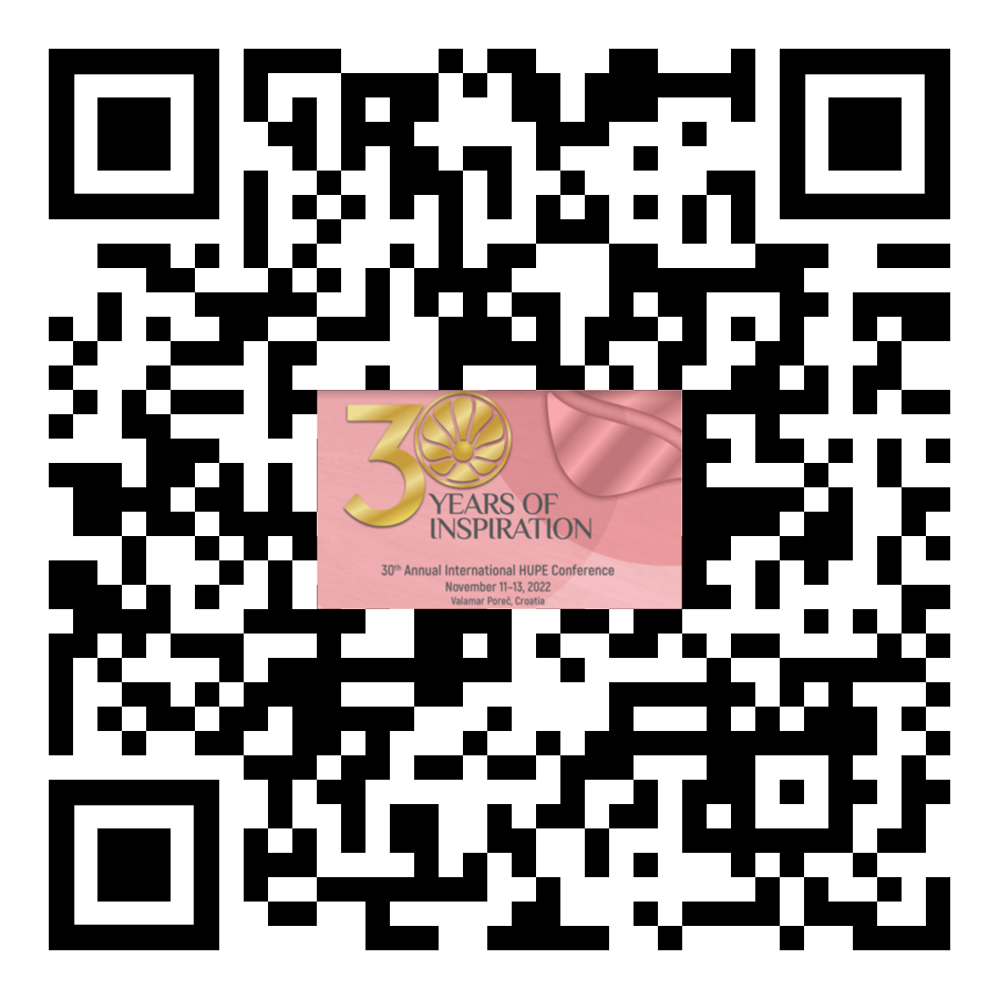 30
YEARS OF
INSPIRATION
30th Annual International HUPE Conference
November 11–13, 2022
Valamar Poreč, Croatia